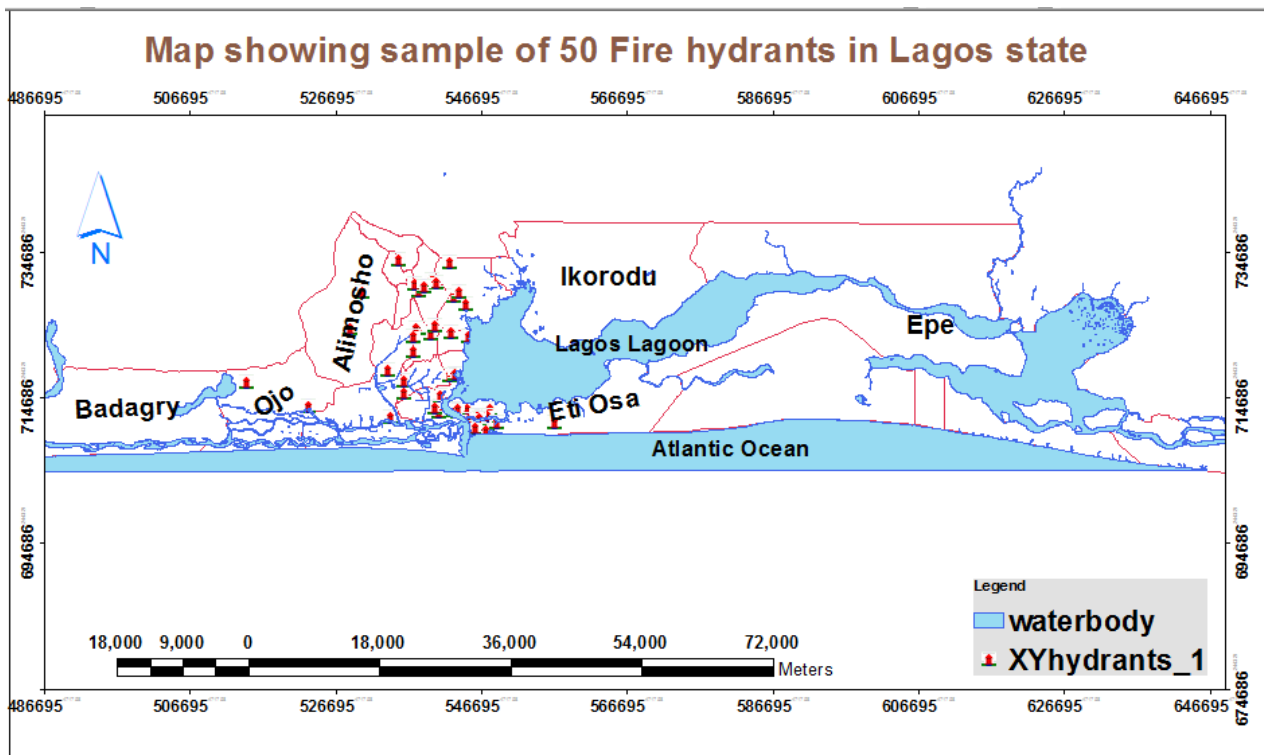 Map showing sample of 50 Fire hydrants in Lagos state
486695 506695 526695 546695 566695 586695 606695 626695 646695
734686 734686
N
Alimosho
Ikorodu
Epe
Lagos Lagoon
714686 714686
Badagry Ojo Eti Osa
Atlantic Ocean
694686 694686
Legend
waterbody
XYhydrants_1
18,000 9,000 0 18,000 36,000 54,000 72,000
Meters
674686 674686
486695 506695 526695 546695 566695 586695 606695 626695 646695